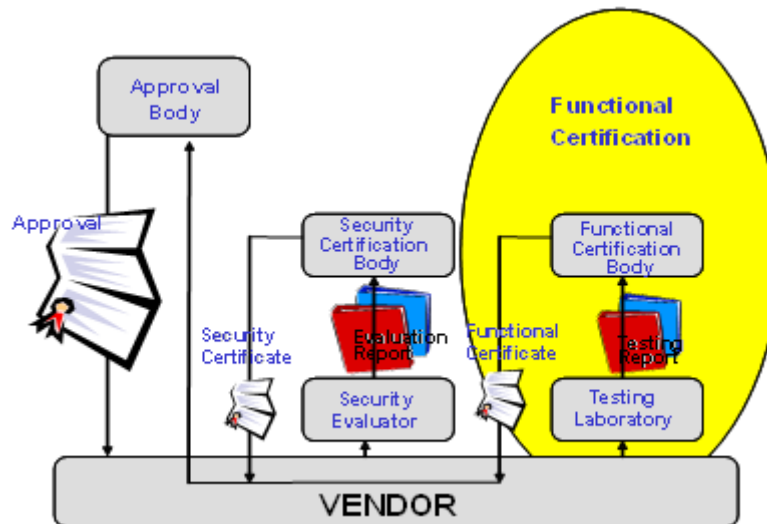 Approval
Body
Functional
Certification
Approval
Security
Certification
Body
Functional
Certification
Body
Security
Certificate
Evaluation
Report
Functional
Certificate
Testing
Report
Security
Evaluator
Testing
Laboratory
VENDOR